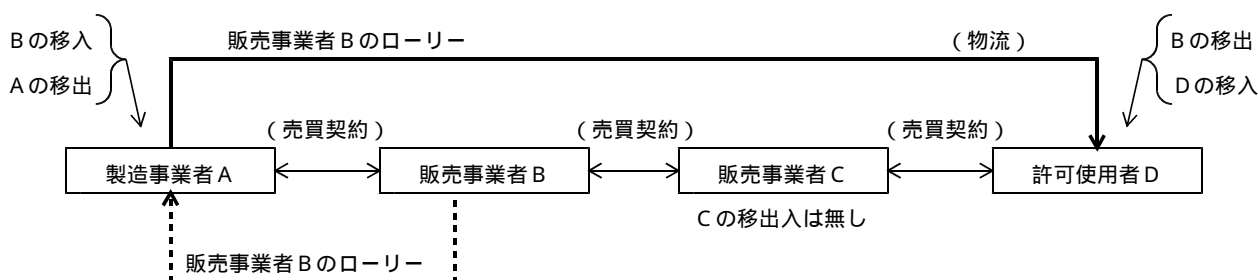 Bの移入
Aの移出
販売事業者Bのローリー
(物流)
Bの移出
Dの移入
(売買契約)
(売買契約)
(売買契約)
製造事業者A
販売事業者B
販売事業者C
許可使用者D
Cの移出入は無し
販売事業者Bのローリー